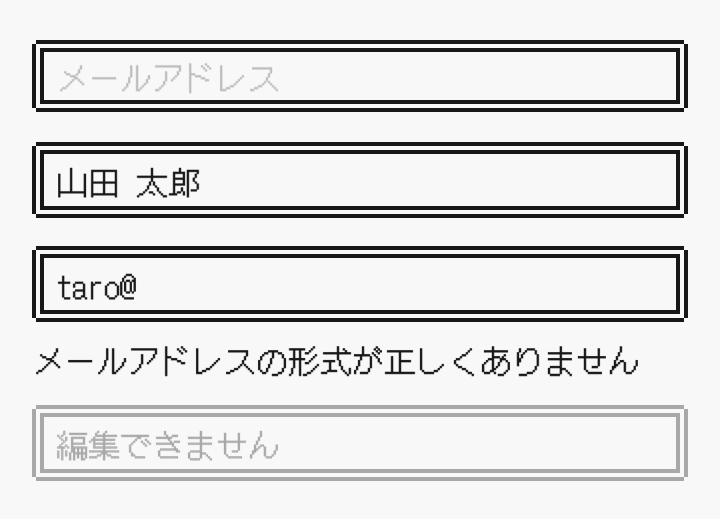 メールアドレス
山田 太郎
taro@
メールアドレスの形式が正しくありません
編集できません